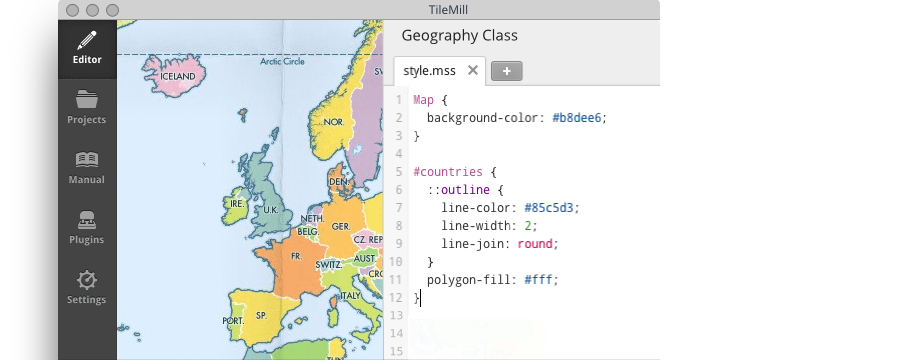 TileMill
Editor
Projects
Manual
Plugins
Settings
Arctic Circle
ICELAND
NOR.
SV
DEN.
IRE.
U.K.
NETH.
BELG.
GER.
CZ. REP
FR.
SWITZ.
AUST.
CRO
ITALY
PORT.
SP.
TUN.
Geography Class
style.mss
+
1 Map {
2 background-color: #b8dee6;
3 }
4
5 #countries {
6 ::outline {
7 line-color: #85c5d3;
8 line-width: 2;
9 line-join: round;
10 }
11 polygon-fill: #fff;
12 }
13
14
15